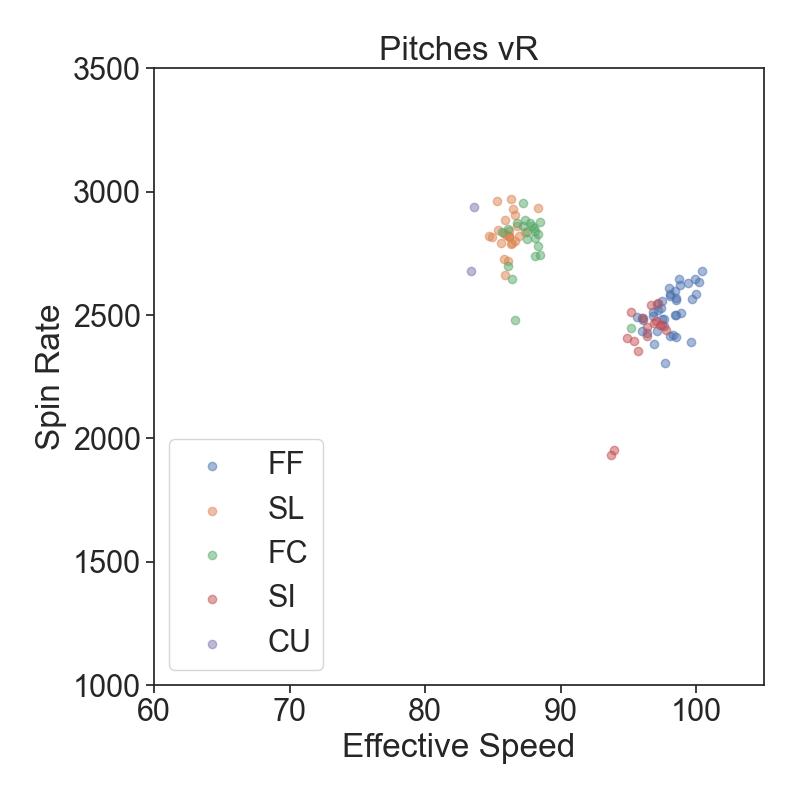 Pitches vR
3500
3000
2500
2000
1500
1000
Spin Rate
FF
SL
FC
SI
CU
60 70 80 90 100
Effective Speed